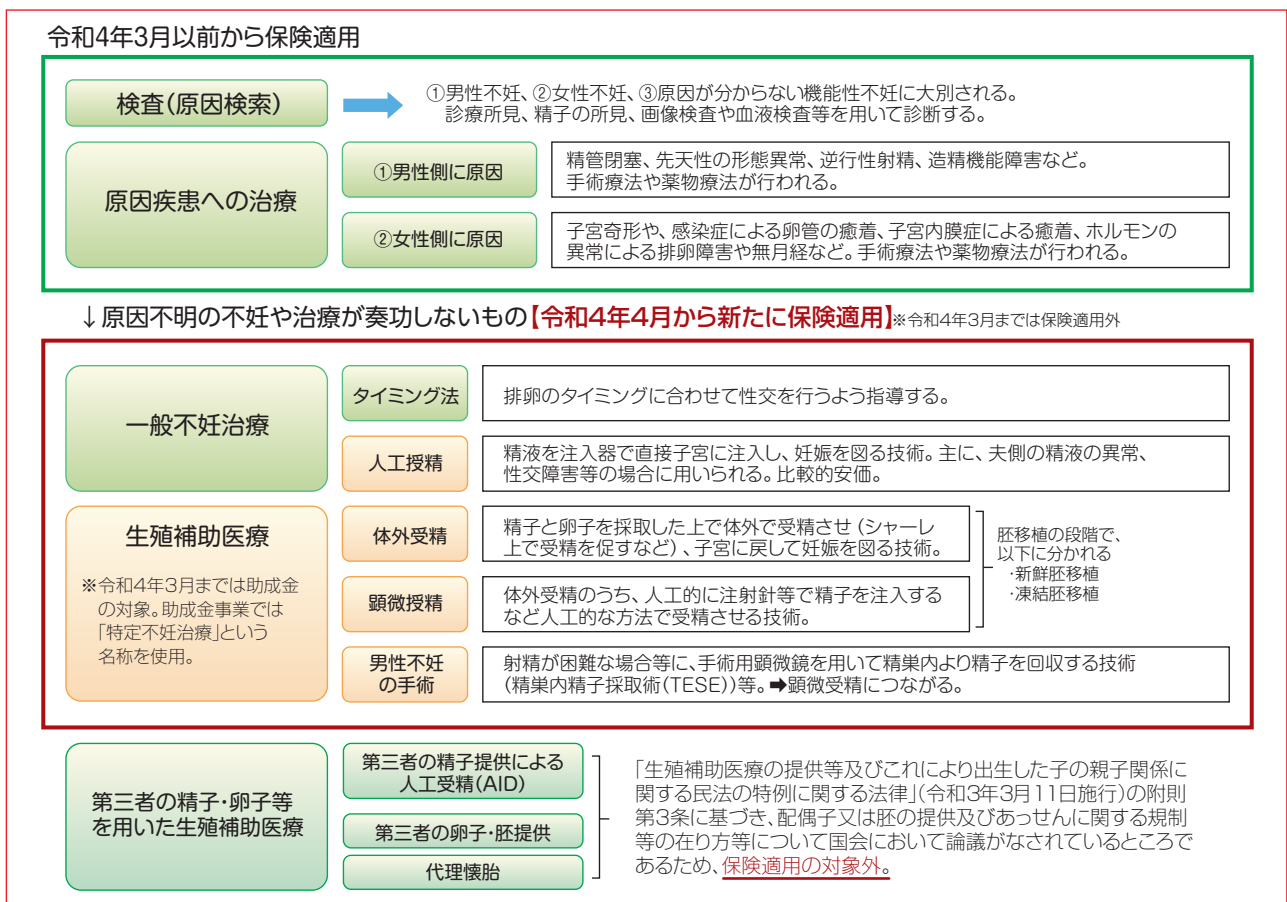 令和4年3月以前から保険適用
検査(原因検索)
①男性不妊、②女性不妊、③原因が分からない機能性不妊に大別される。
診療所見、精子の所見、画像検査や血液検査等を用いて診断する。
原因疾患への治療
①男性側に原因
精管閉塞、先天性の形態異常、逆行性射精、造精機能障害など。
手術療法や薬物療法が行われる。
②女性側に原因
子宮奇形や、感染症による卵管の癒着、子宮内膜症による癒着、ホルモンの
異常による排卵障害や無月経など。手術療法や薬物療法が行われる。
↓原因不明の不妊や治療が奏功しないもの【令和4年4月から新たに保険適用】※令和4年3月までは保険適用外
一般不妊治療
タイミング法
排卵のタイミングに合わせて性交を行うよう指導する。
人工授精
精液を注入器で直接子宮に注入し、妊娠を図る技術。主に、夫側の精液の異常、
性交障害等の場合に用いられる。比較的安価。
生殖補助医療
※令和4年3月までは助成金
の対象。助成金事業では
「特定不妊治療」という
名称を使用。
体外受精
精子と卵子を採取した上で体外で受精させ（シャーレ
上で受精を促すなど）、子宮に戻して妊娠を図る技術。
顕微授精
体外受精のうち、人工的に注射針等で精子を注入する
など人工的な方法で受精させる技術。
胚移植の段階で、
以下に分かれる
・新鮮胚移植
・凍結胚移植
男性不妊
の手術
射精が困難な場合等に、手術用顕微鏡を用いて精巣内より精子を回収する技術
(精巣内精子採取術(TESE))等。➡顕微受精につながる。
第三者の精子・卵子等
を用いた生殖補助医療
第三者の精子提供による
人工受精(AID)
第三者の卵子・胚提供
代理懐胎
「生殖補助医療の提供等及びこれにより出生した子の親子関係に
関する民法の特例に関する法律」(令和3年3月11日施行)の附則
第3条に基づき、配偶子又は胚の提供及びあっせんに関する規制
等の在り方等について国会において論議がなされているところで
あるため、保険適用の対象外。